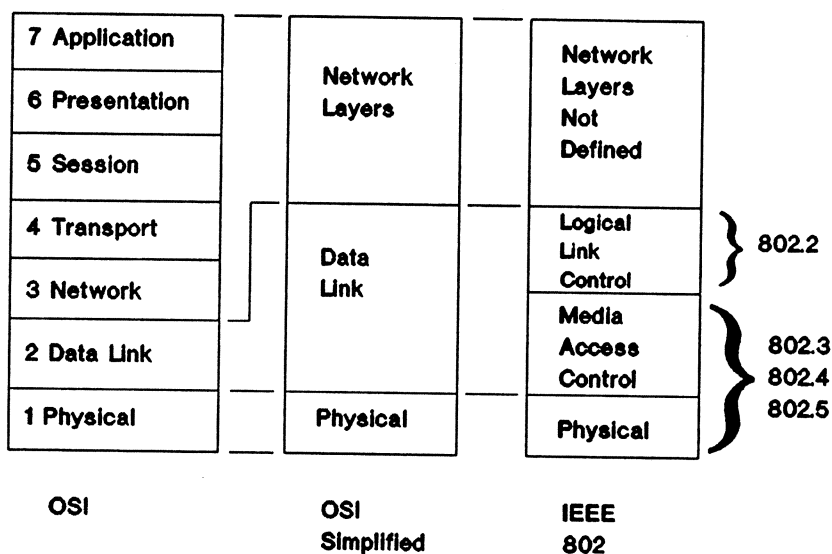 7 Application
6 Presentation
5 Session
4 Transport
3 Network
2 Data Link
1 Physical
OSI
Network
Layers
Data
Link
Physical
OSI
Simplified
Network
Layers
Not
Defined
Logical
Link
Control
Media
Access
Control
Physical
IEEE
802
802.2
802.3
802.4
802.5